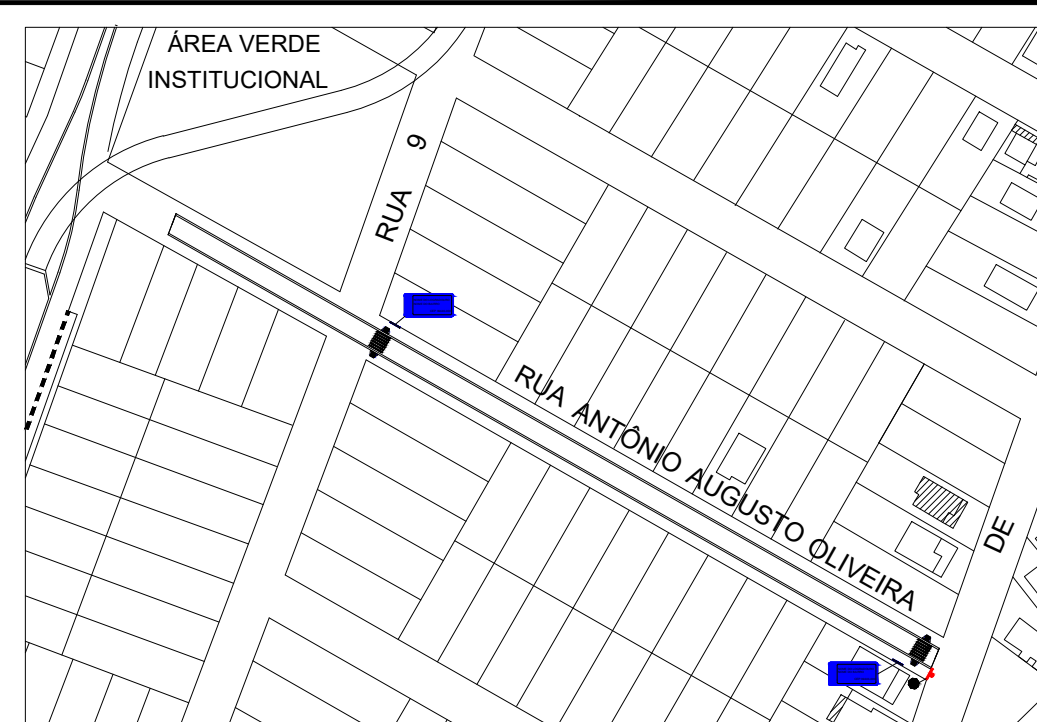 ÁREA VERDE
INSTITUCIONAL
RUA 9
RUA ANTÔNIO AUGUSTO OLIVEIRA
DE